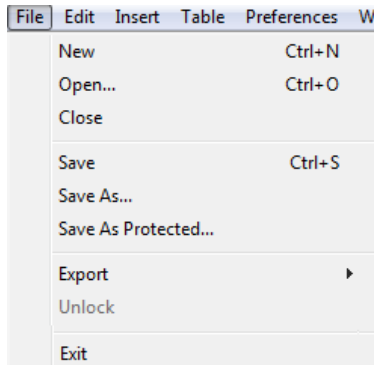 File Edit Insert Table Preferences W
New Ctrl+N
Open... Ctrl+O
Close
Save Ctrl+S
Save As...
Save As Protected...
Export
Unlock
Exit